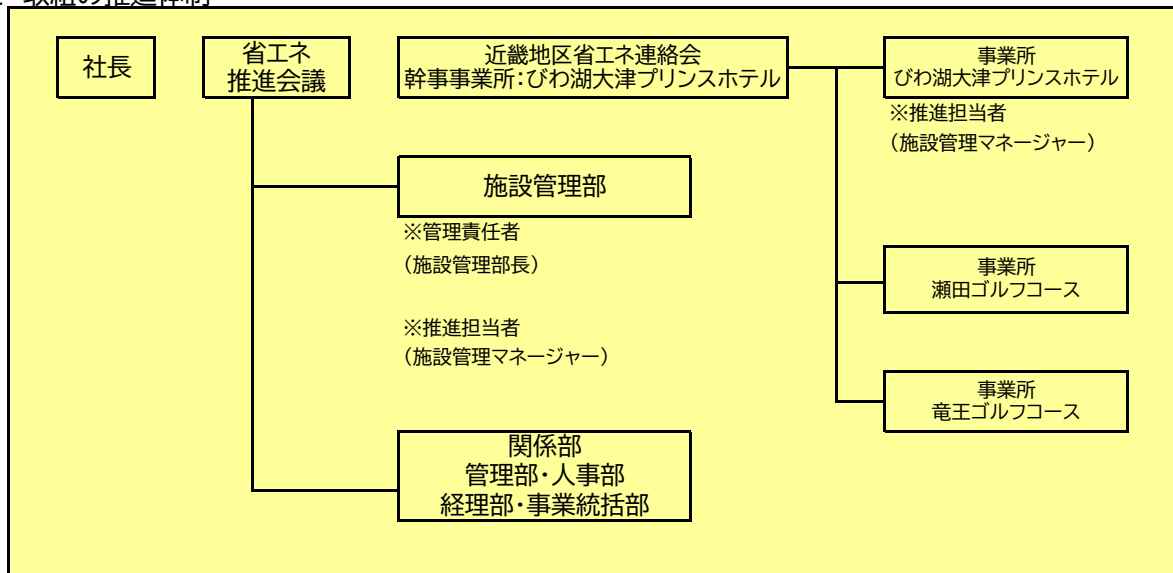 取組の推進体制
社長
省エネ
推進会議
近畿地区省エネ連絡会
幹事事業所：びわ湖大津プリンスホテル
事業所
びわ湖大津プリンスホテル
※推進担当者
（施設管理マネージャー）
施設管理部
※管理責任者
（施設管理部長）
※推進担当者
（施設管理マネージャー）
事業所
瀬田ゴルフコース
事業所
竜王ゴルフコース
関係部
管理部・人事部
経理部・事業統括部